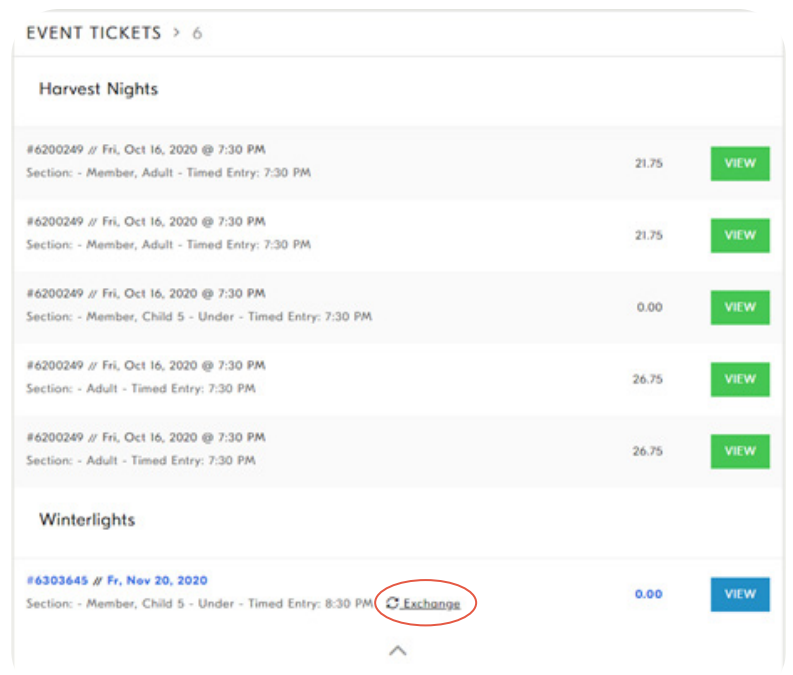 EVENT TICKETS > 6
Harvest Nights
#6200249 // Fri, Oct 16, 2020 @ 7:30 PM
Section: - Member, Adult - Timed Entry: 7:30 PM
21.75
VIEW
#6200249 // Fri, Oct 16, 2020 @ 7:30 PM
Section: - Member, Adult - Timed Entry: 7:30 PM
21.75
VIEW
#6200249 // Fri, Oct 16, 2020 @ 7:30 PM
Section: - Member, Child 5 - Under - Timed Entry: 7:30 PM
0.00
VIEW
#6200249 // Fri, Oct 16, 2020 @ 7:30 PM
Section: - Adult - Timed Entry: 7:30 PM
26.75
VIEW
#6200249 // Fri, Oct 16, 2020 @ 7:30 PM
Section: - Adult - Timed Entry: 7:30 PM
26.75
VIEW
Winterlights
#6303645 // Fr, Nov 20, 2020
Section: - Member, Child 5 - Under - Timed Entry: 8:30 PM Exchange
0.00
VIEW